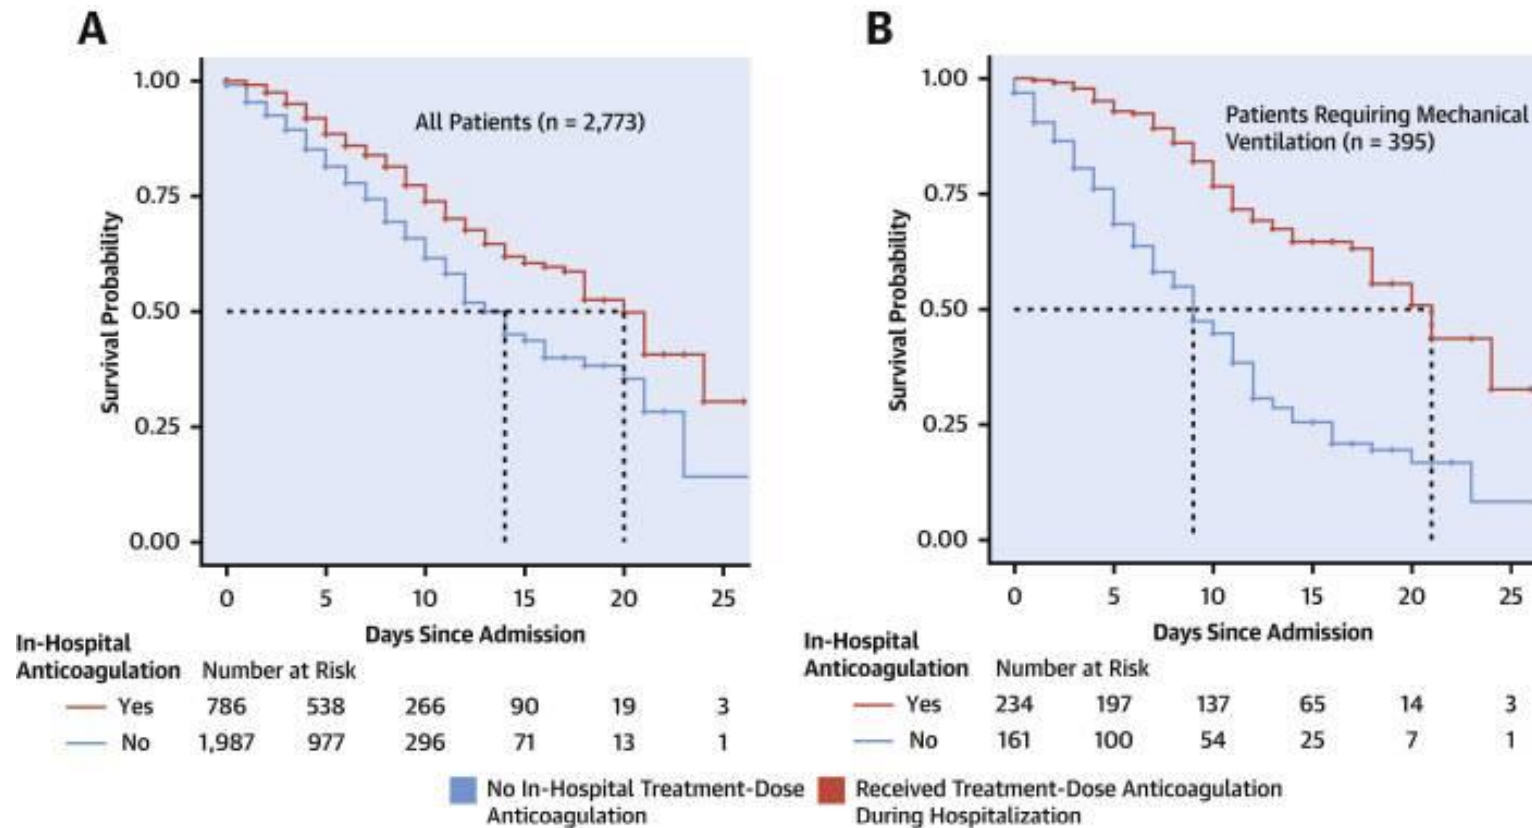 A
1.00
0.75
0.50
0.25
0.00
Survival Probability
All Patients (n = 2,773)
0 5 10 15 20 25
Days Since Admission
In-Hospital
Anticoagulation Number at Risk
Yes 786 538 266 90 19 3
No 1,987 977 296 71 13 1
B
1.00
0.75
0.50
0.25
0.00
Survival Probability
Patients Requiring Mechanical
Ventilation (n = 395)
0 5 10 15 20 25
Days Since Admission
In-Hospital
Anticoagulation Number at Risk
Yes 234 197 137 65 14 3
No 161 100 54 25 7 1
No In-Hospital Treatment-Dose
Anticoagulation
Received Treatment-Dose Anticoagulation
During Hospitalization